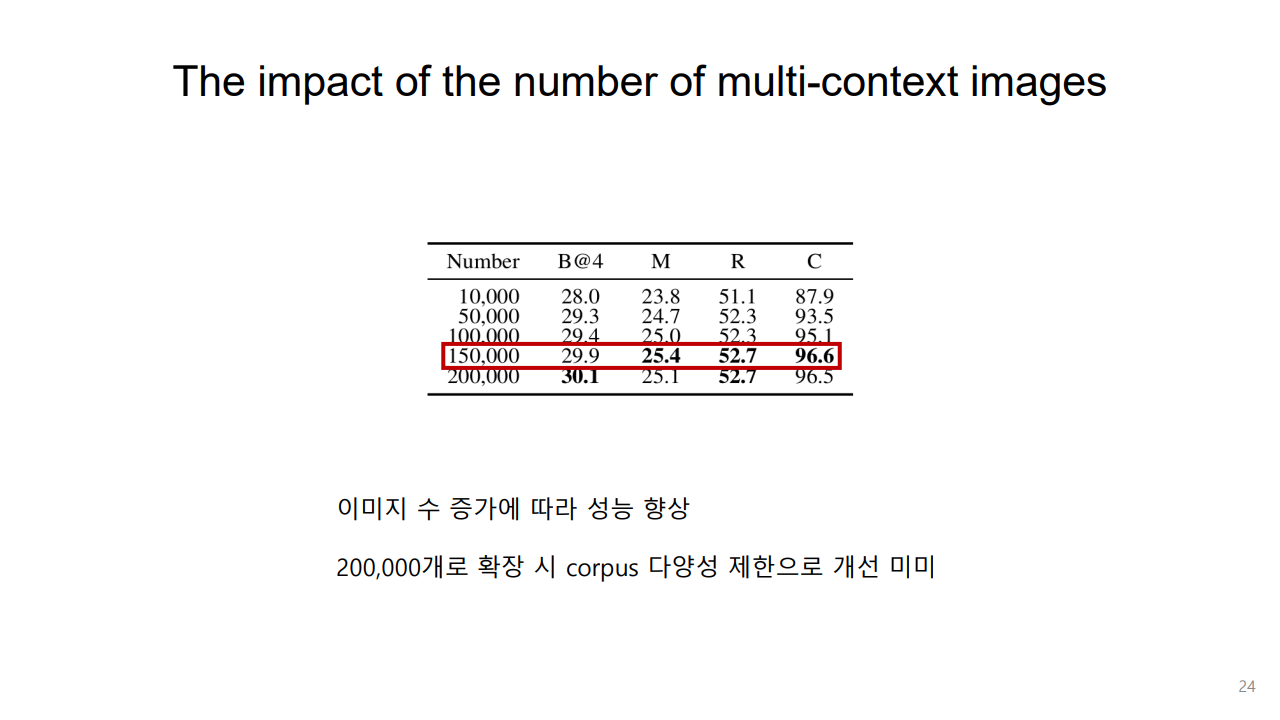 The impact of the number of multi-context images
Number B@4 M R C
10,000 28.0 23.8 51.1 87.9
50,000 29.3 24.7 52.3 93.5
100,000 29.4 25.0 52.3 95.1
150,000 29.9 25.4 52.7 96.6
200,000 30.1 25.1 52.7 96.5
이미지 수 증가에 따라 성능 향상
200,000개로 확장 시 corpus 다양성 제한으로 개선 미미
24